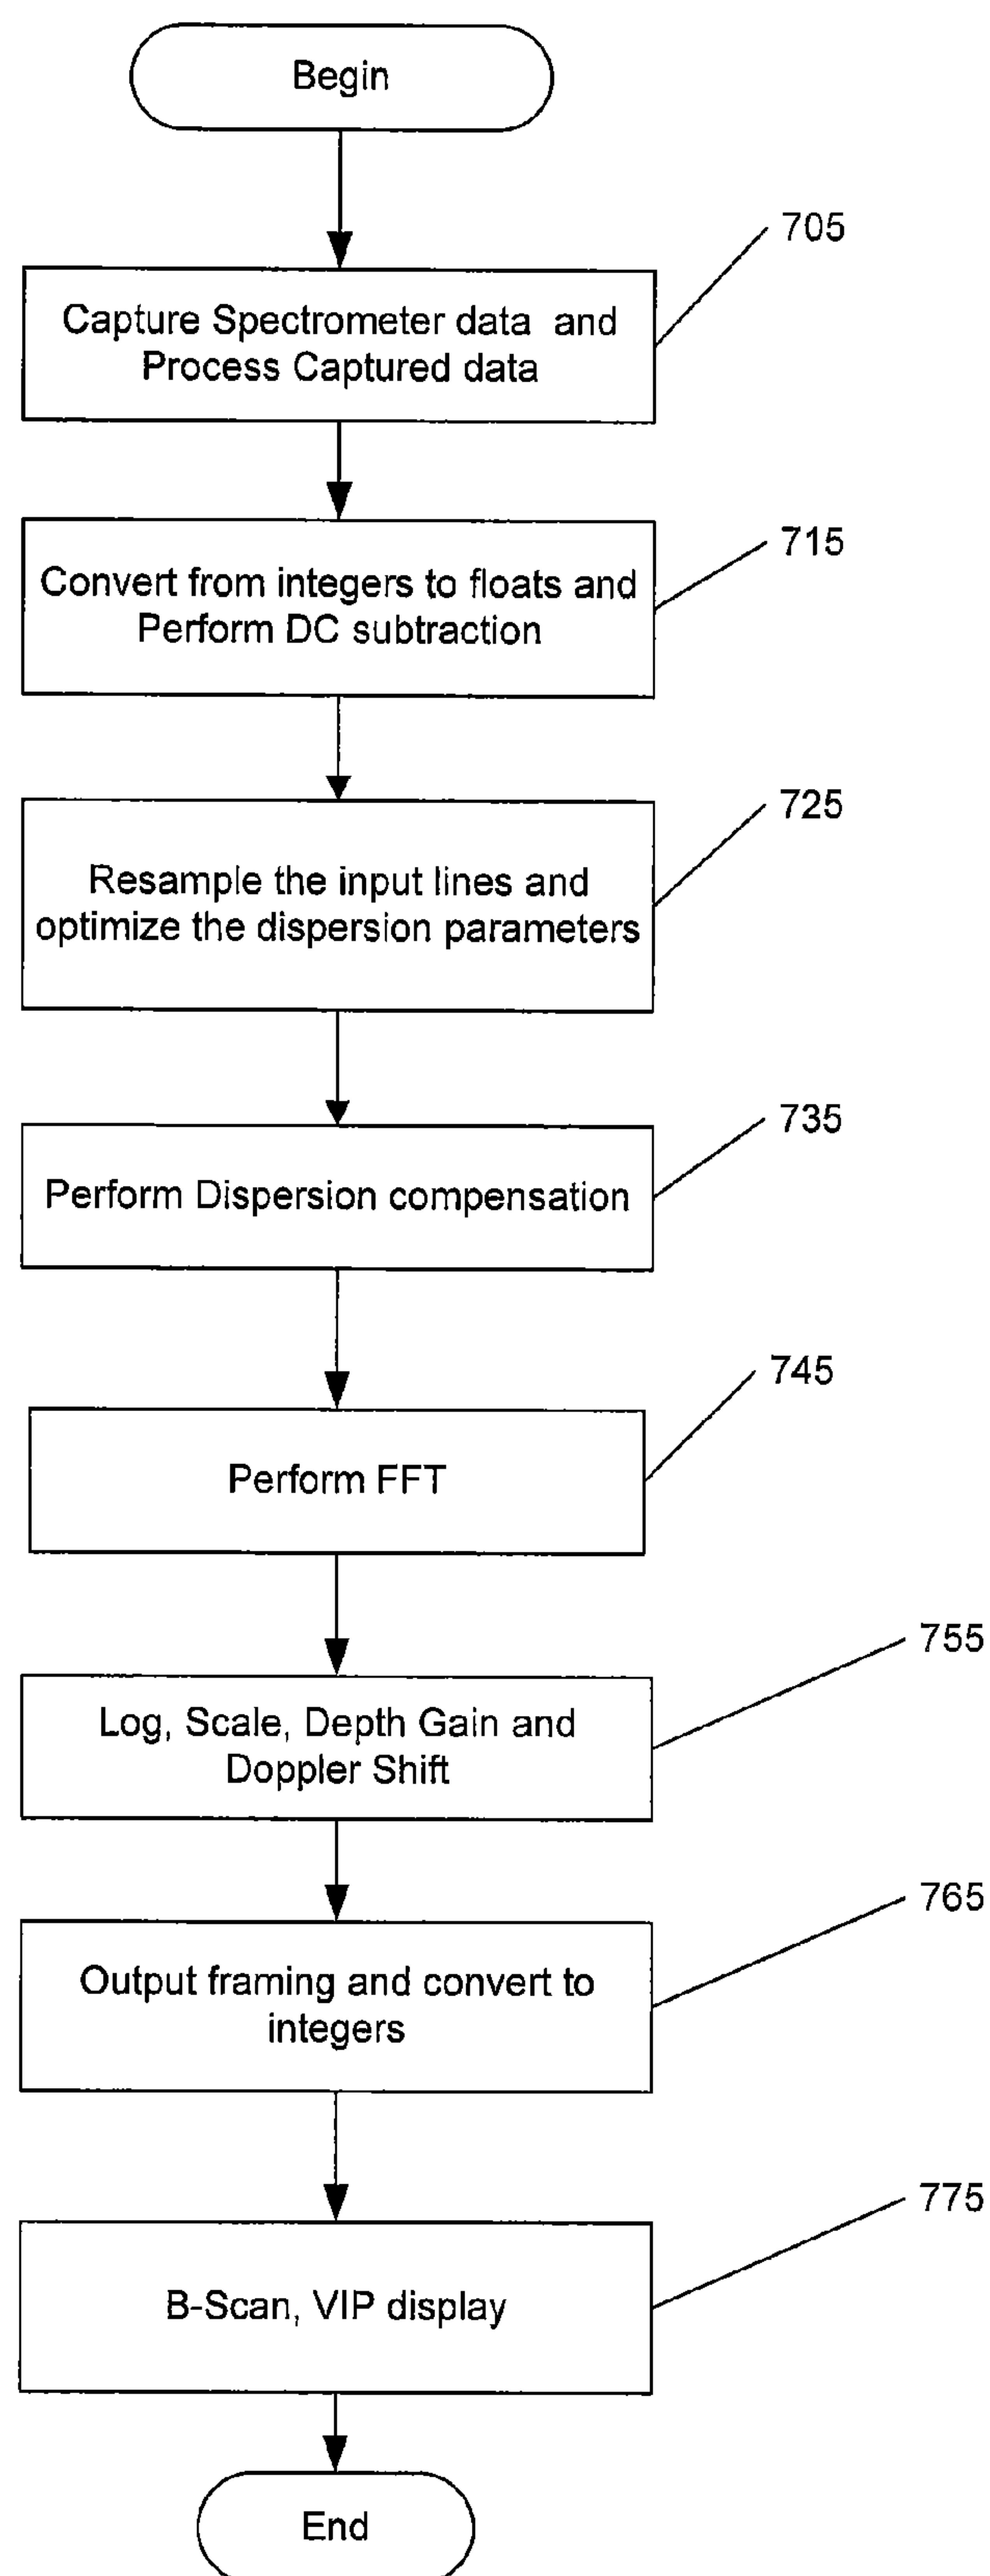 Begin
705
Capture Spectrometer data and
Process Captured data
715
Convert from integers to floats and
Perform DC subtraction
725
Resample the input lines and
optimize the dispersion parameters
735
Perform Dispersion compensation
745
Perform FFT
755
Log, Scale, Depth Gain and
Doppler Shift
765
Output framing and convert to
integers
775
B-Scan, VIP display
End